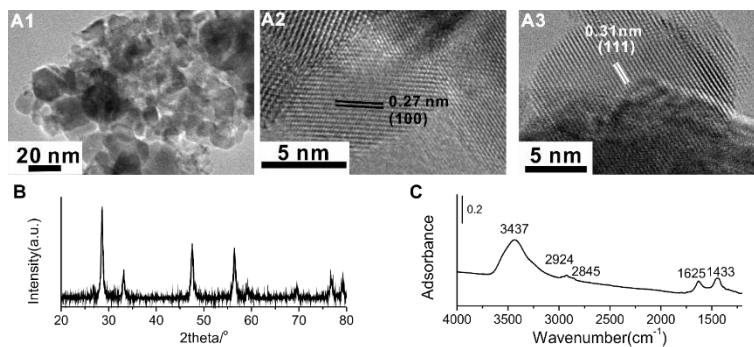 A1
20 nm
A2
0.27 nm
(100)
5 nm
A3
0.31nm
(111)
5 nm
B
Intensity(a.u.)
20 30 40 50 60 70 80
2theta/°
C
0.2
3437
2924
2845
1625
1433
Adsorbance
4000 3500 3000 2500 2000 1500
Wavenumber(cm-1)